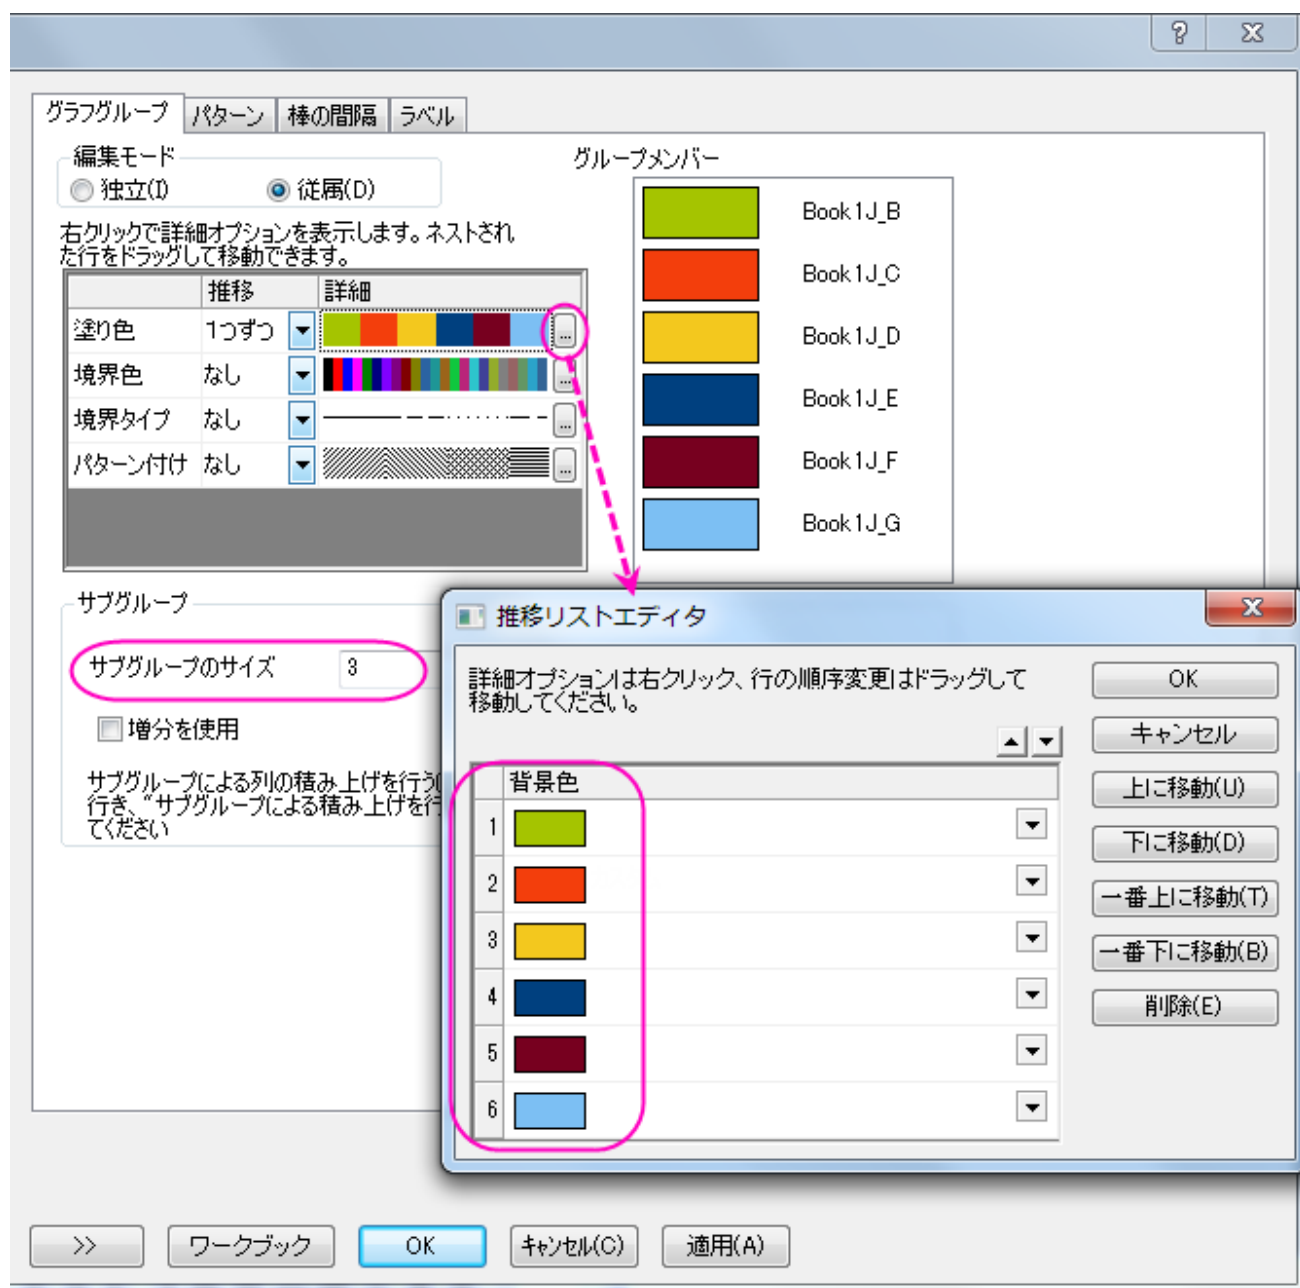 グラフグループ パターン 棒の間隔 ラベル
編集モード
独立(I) 従属(D)
右クリックで詳細オプションを表示します。ネストされ
た行をドラッグして移動できます。
推移 詳細
塗り色 1つずつ ...
境界色 なし ...
境界タイプ なし ...
パターン付け なし ...
グループメンバー
Book1J_B
Book1J_C
Book1J_D
Book1J_E
Book1J_F
Book1J_G
サブグループ
サブグループのサイズ 3
増分を使用
サブグループによる列の積み上げを行う
行き、"サブグループによる積み上げを行
てください
推移リストエディタ
詳細オプションは右クリック、行の順序変更はドラッグして
移動してください。
背景色
1
2
3
4
5
6
OK
キャンセル
上に移動(U)
下に移動(D)
一番上に移動(T)
一番下に移動(B)
削除(E)
>> ワークブック OK キャンセル(C) 適用(A)